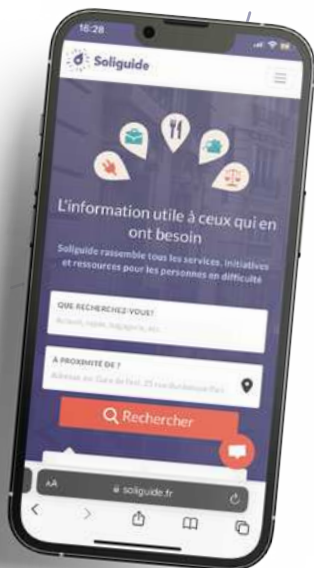 16:28
Soliguide
L'information utile à ceux qui en
ont besoin
Soliguide rassemble tous les services, initiatives
et ressources pour les personnes en difficulté
QUE RECHERCHEZ-VOUS?
À PROXIMITÉ DE ?
Rechercher
AA
soliguide.fr